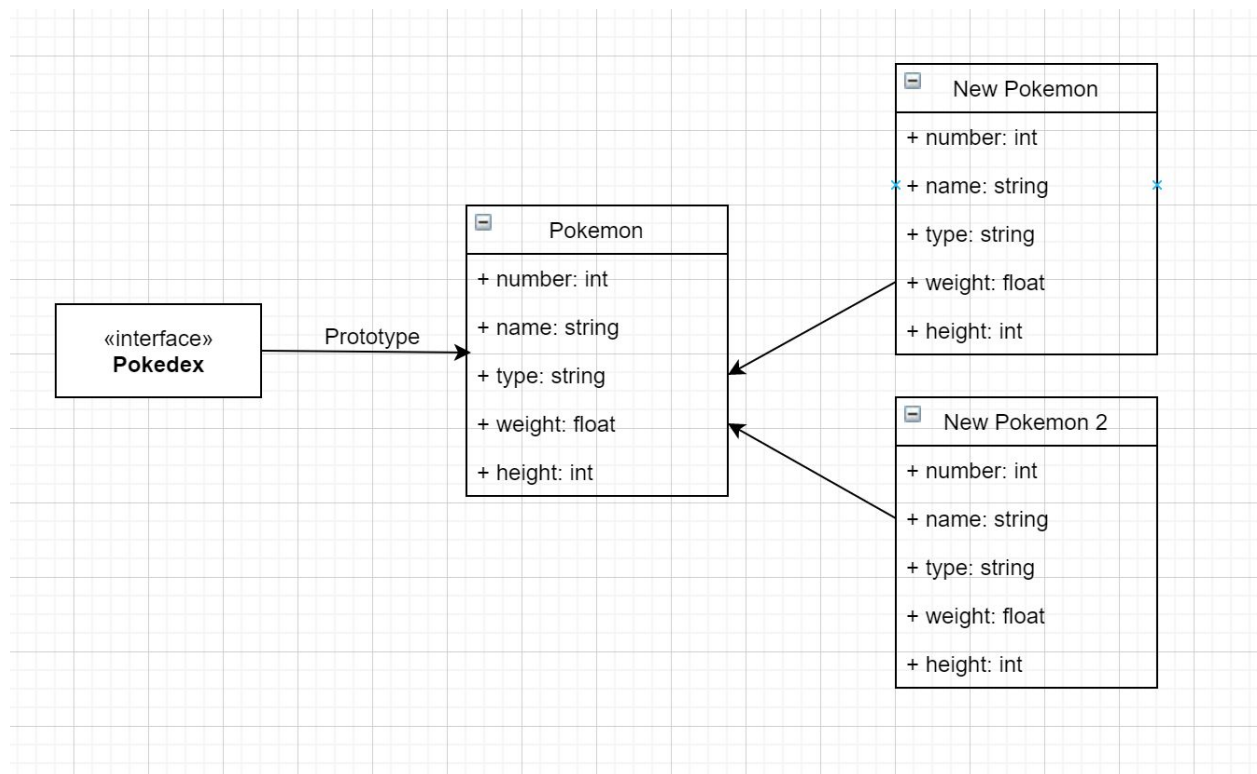 «interface»
Pokedex
Prototype
Pokemon
+ number: int
+ name: string
+ type: string
+ weight: float
+ height: int
New Pokemon
+ number: int
+ name: string
+ type: string
+ weight: float
+ height: int
New Pokemon 2
+ number: int
+ name: string
+ type: string
+ weight: float
+ height: int